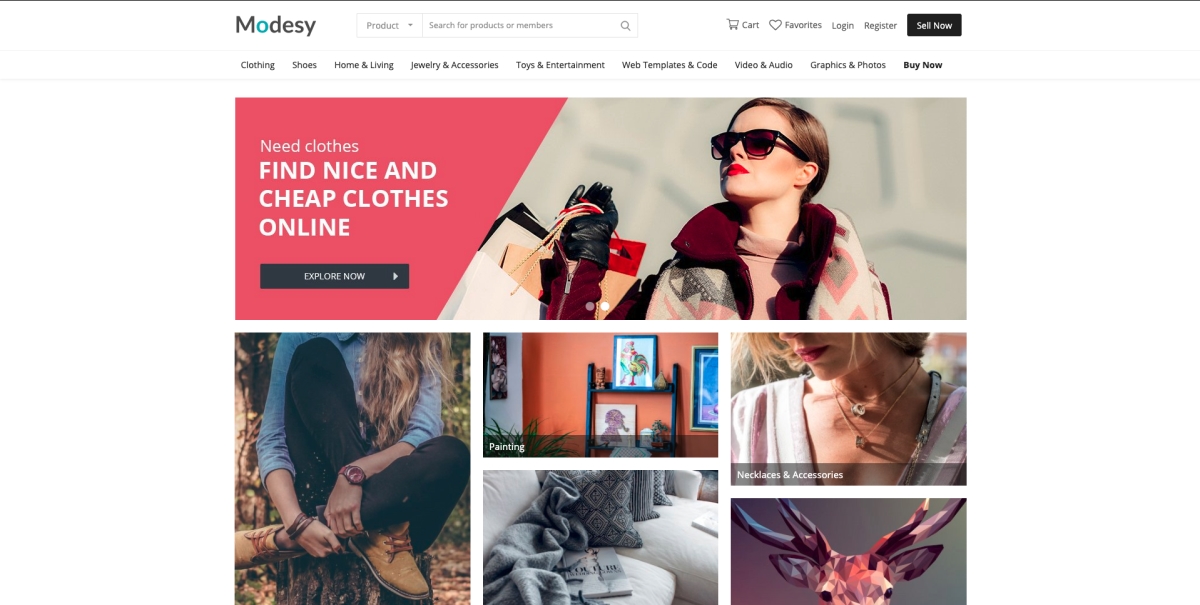 Modesy
Product
Search for products or members
Cart
Favorites
Login
Register
Sell Now
Clothing
Shoes
Home & Living
Jewelry & Accessories
Toys & Entertainment
Web Templates & Code
Video & Audio
Graphics & Photos
Buy Now
Need clothes
FIND NICE AND
CHEAP CLOTHES
ONLINE
EXPLORE NOW
Painting
Necklaces & Accessories